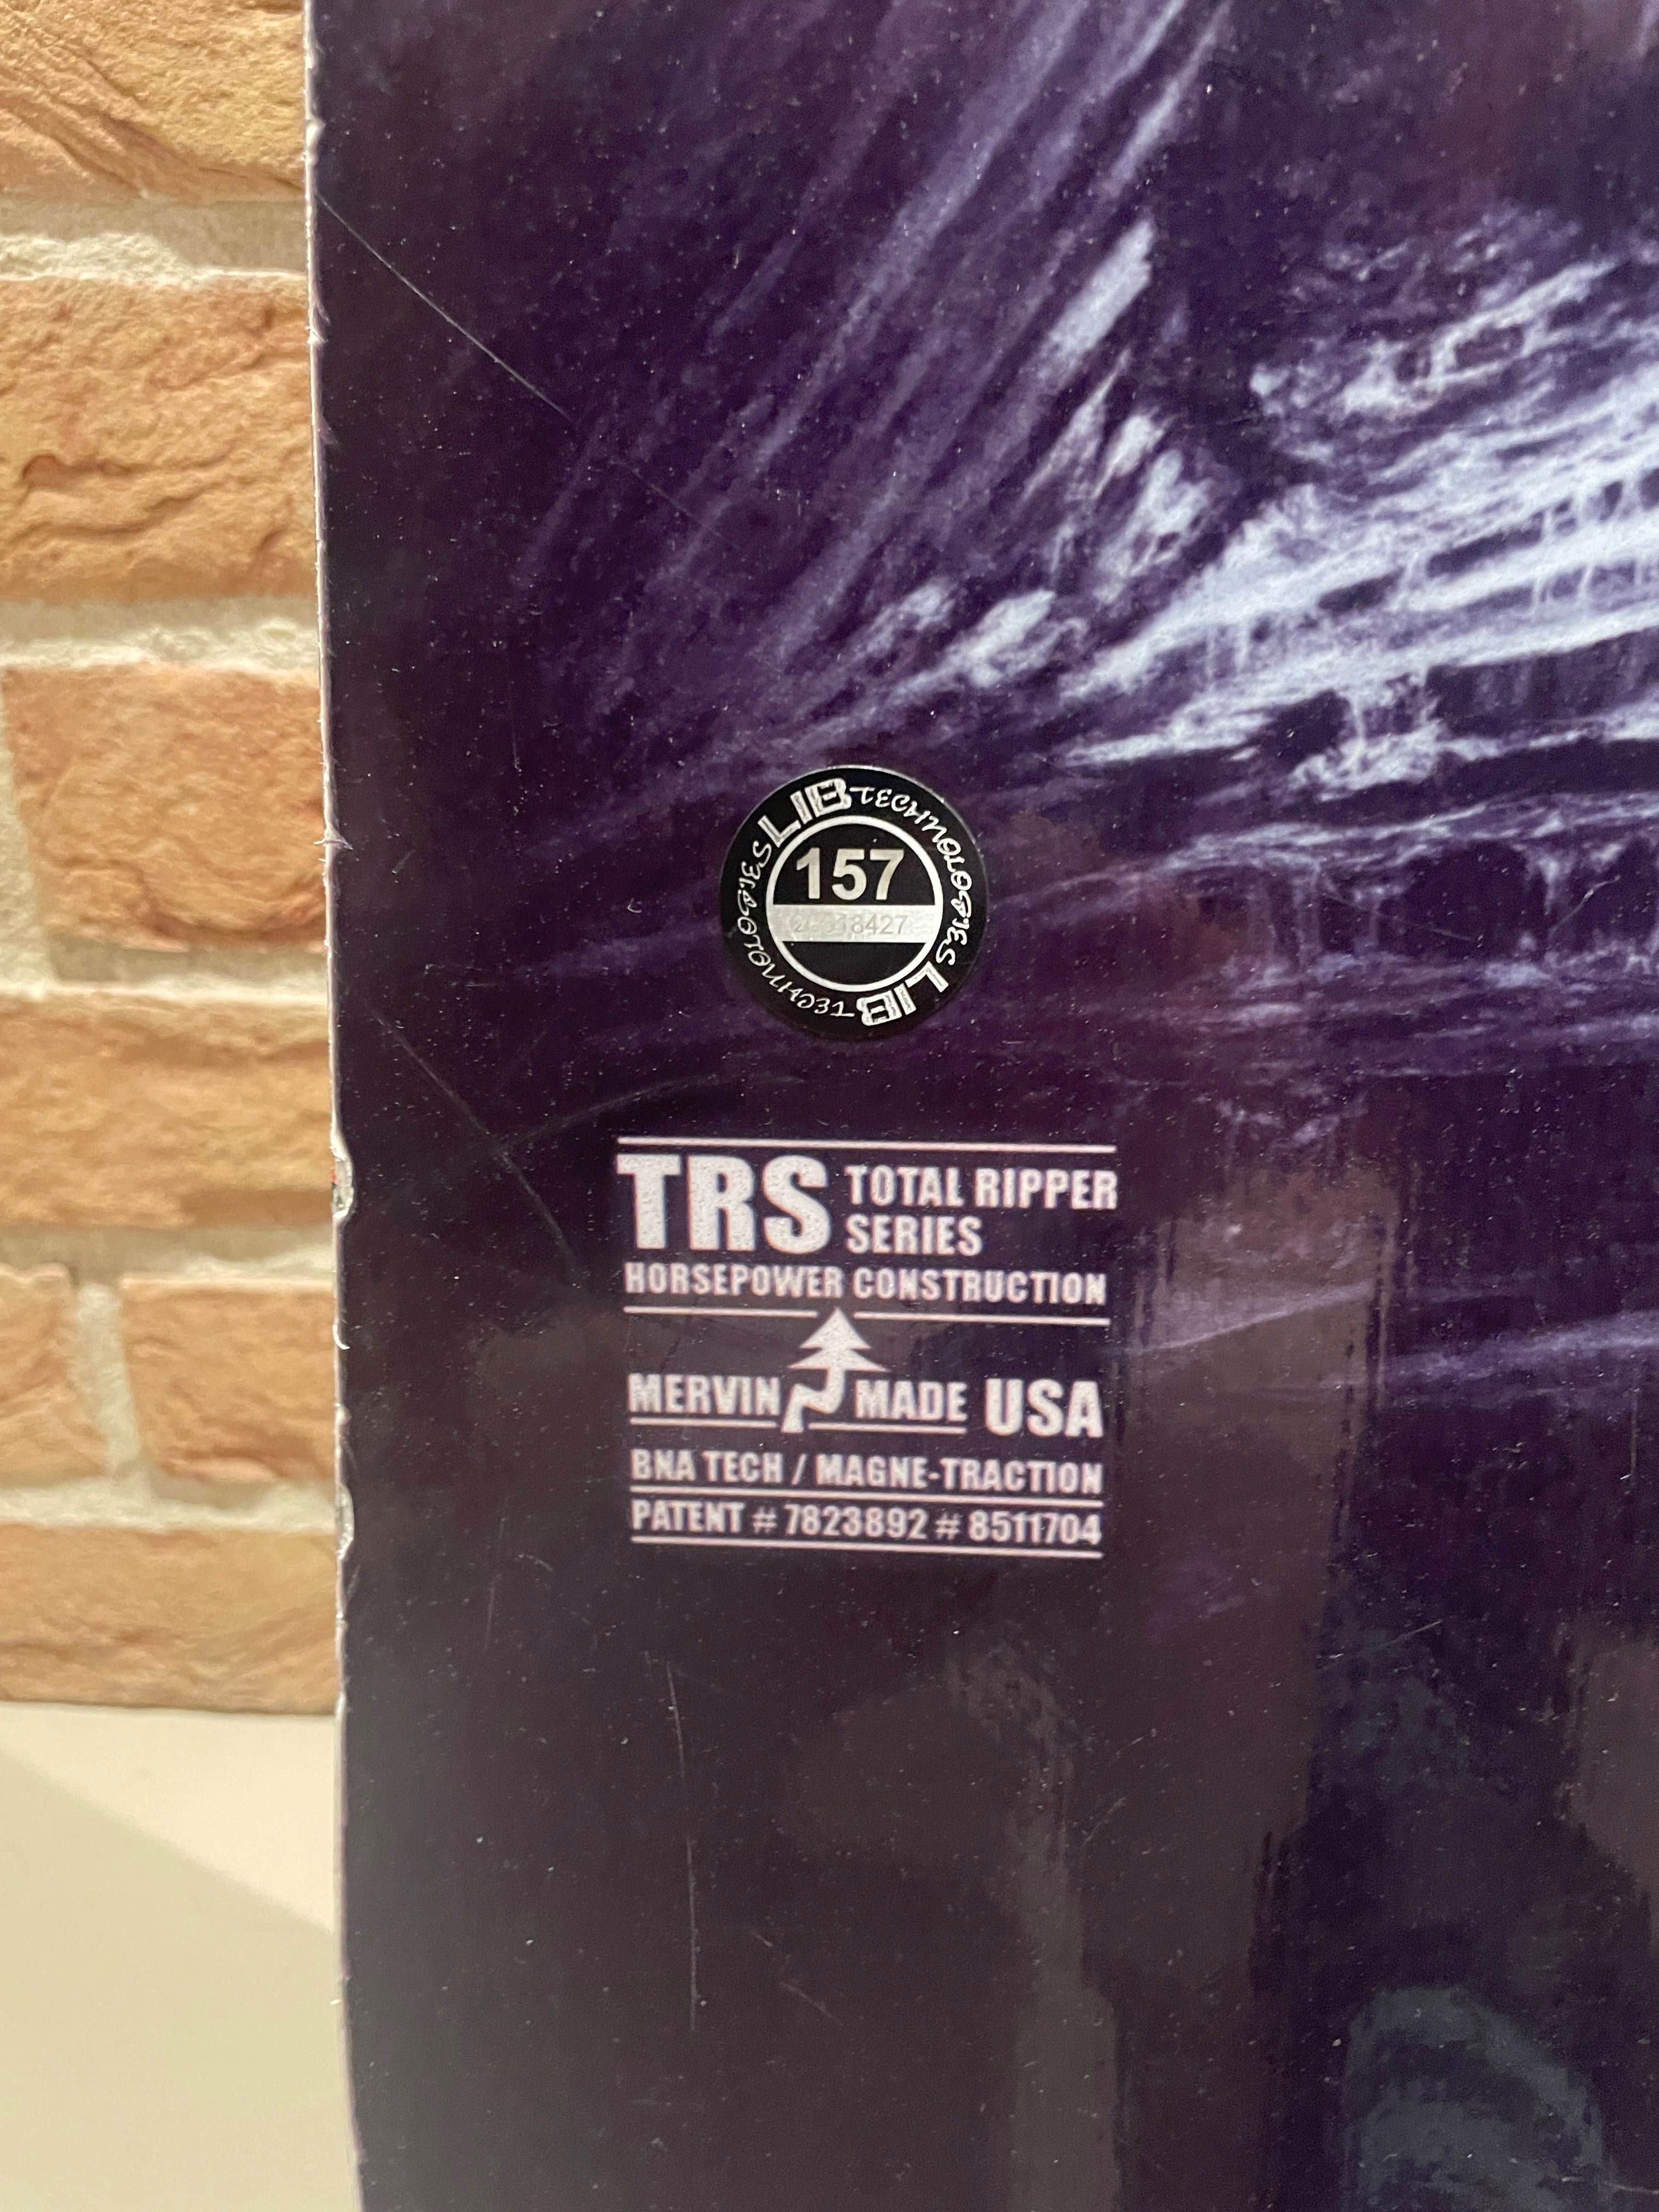 LIB TECHNOLOGIES LIB TECHNOLOGIES
157
TRS TOTAL RIPPER
SERIES
HORSEPOWER CONSTRUCTION
MERVIN MADE USA
BNA TECH / MAGNE-TRACTION
PATENT # 7823892 # 8511704